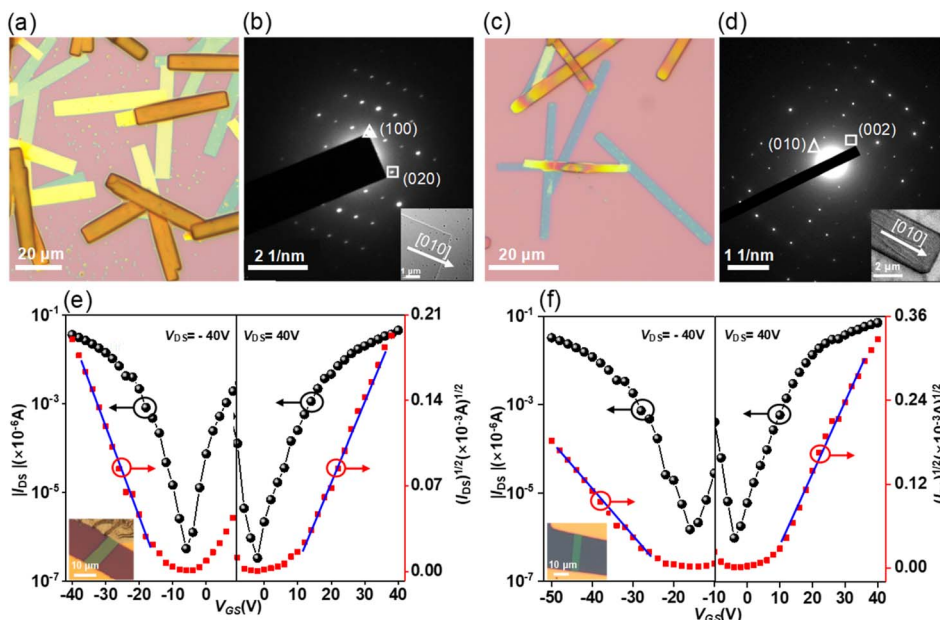 (a)
(b)
(c)
(d)
20 µm
(100)
(020)
2 1/nm
[010]
1 µm
20 µm
(010)
(002)
1 1/nm
[010]
2 µm
(e)
V_DS= - 40V
V_DS= 40V
10^-1
10^-3
10^-5
10^-7
|I_DS|(×10^-6A)
0.21
0.14
0.07
0.00
(I_DS)^1/2(×10^-3A)^1/2
10 µm
-40
-30
-20
-10
0
0
10
20
30
40
V_GS(V)
(f)
V_DS= - 40V
V_DS= 40V
10^-1
10^-3
10^-5
10^-7
|I_DS|(×10^-6A)
0.36
0.24
0.12
0.00
(×10^-3A)^1/2
10 µm
-50
-40
-30
-20
-10
0
10
20
30
40
V_GS(V)